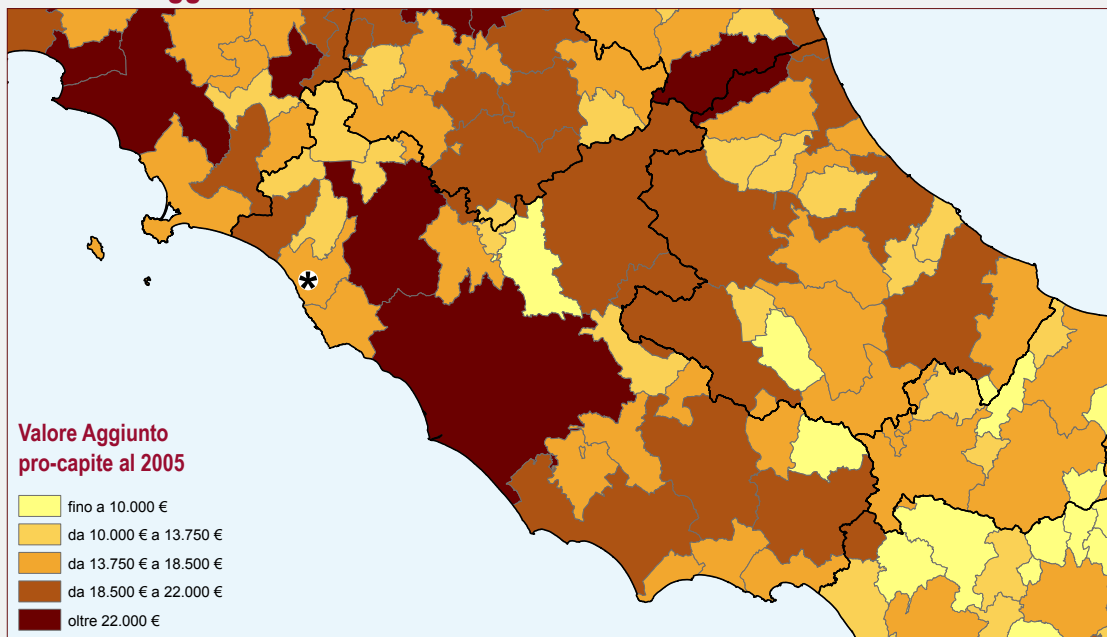 Valore Aggiunto
pro-capite al 2005
fino a 10.000 €
da 10.000 € a 13.750 €
da 13.750 € a 18.500 €
da 18.500 € a 22.000 €
oltre 22.000 €
*